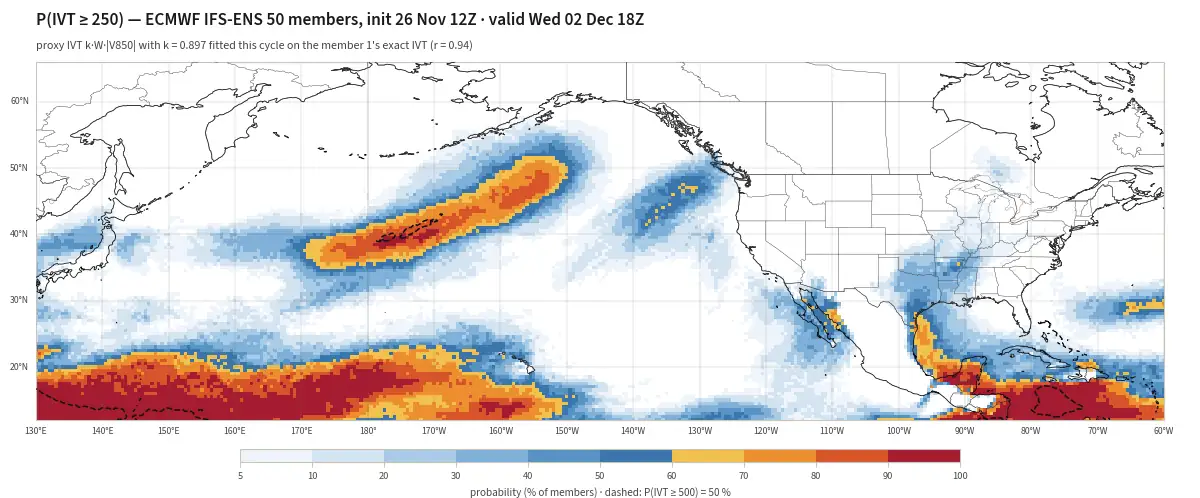 P(IVT ≥ 250) — ECMWF IFS-ENS 50 members, init 26 Nov 12Z · valid Wed 02 Dec 18Z
proxy IVT k·W·|V850| with k = 0.897 fitted this cycle on the member 1's exact IVT (r = 0.94)
60°N
50°N
40°N
30°N
20°N
130°E 140°E 150°E 160°E 170°E 180° 170°W 160°W 150°W 140°W 130°W 120°W 110°W 100°W 90°W 80°W 70°W 60°W
5 10 20 30 40 50 60 70 80 90 100
probability (% of members) · dashed: P(IVT ≥ 500) = 50 %